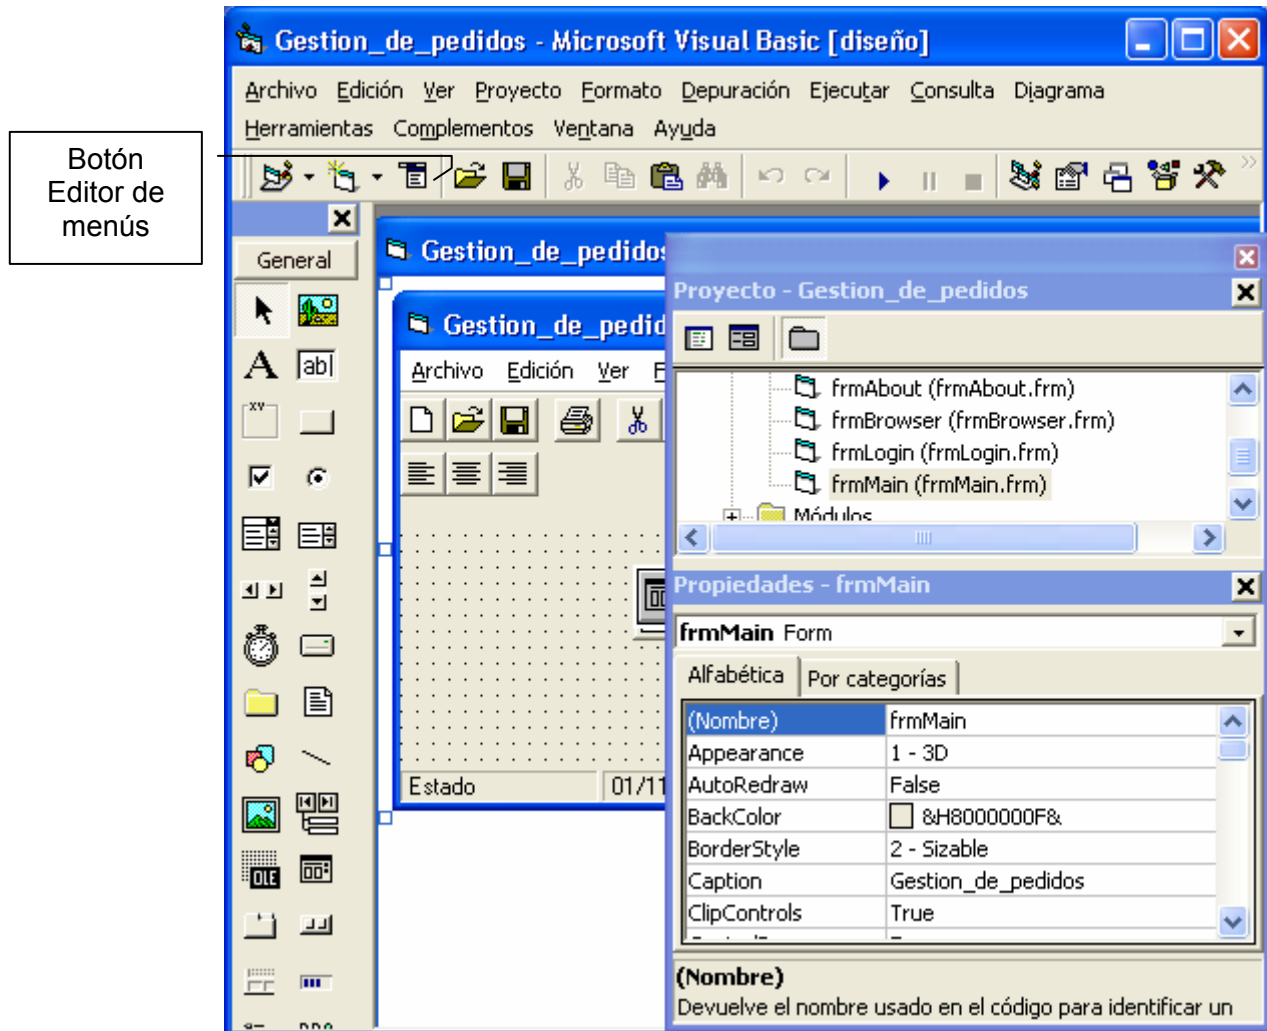 Gestion_de_pedidos - Microsoft Visual Basic [diseño]
Archivo Edición Ver Proyecto Formato Depuración Ejecutar Consulta Diagrama
Herramientas Complementos Ventana Ayuda
Botón
Editor de
menús
General
Gestion_de_pedidos
Proyecto - Gestion_de_pedidos
Gestion_de_pedid
Archivo Edición Ver
A
ab
XY
frmAbout (frmAbout.frm)
frmBrowser (frmBrowser.frm)
frmLogin (frmLogin.frm)
frmMain (frmMain.frm)
Módulos
Propiedades - frmMain
frmMain Form
Alfabética Por categorías
(Nombre) frmMain
Appearance 1 - 3D
AutoRedraw False
BackColor &H8000000F&
BorderStyle 2 - Sizable
Caption Gestion_de_pedidos
ClipControls True
Estado 01/11
OLE
(Nombre)
Devuelve el nombre usado en el código para identificar un